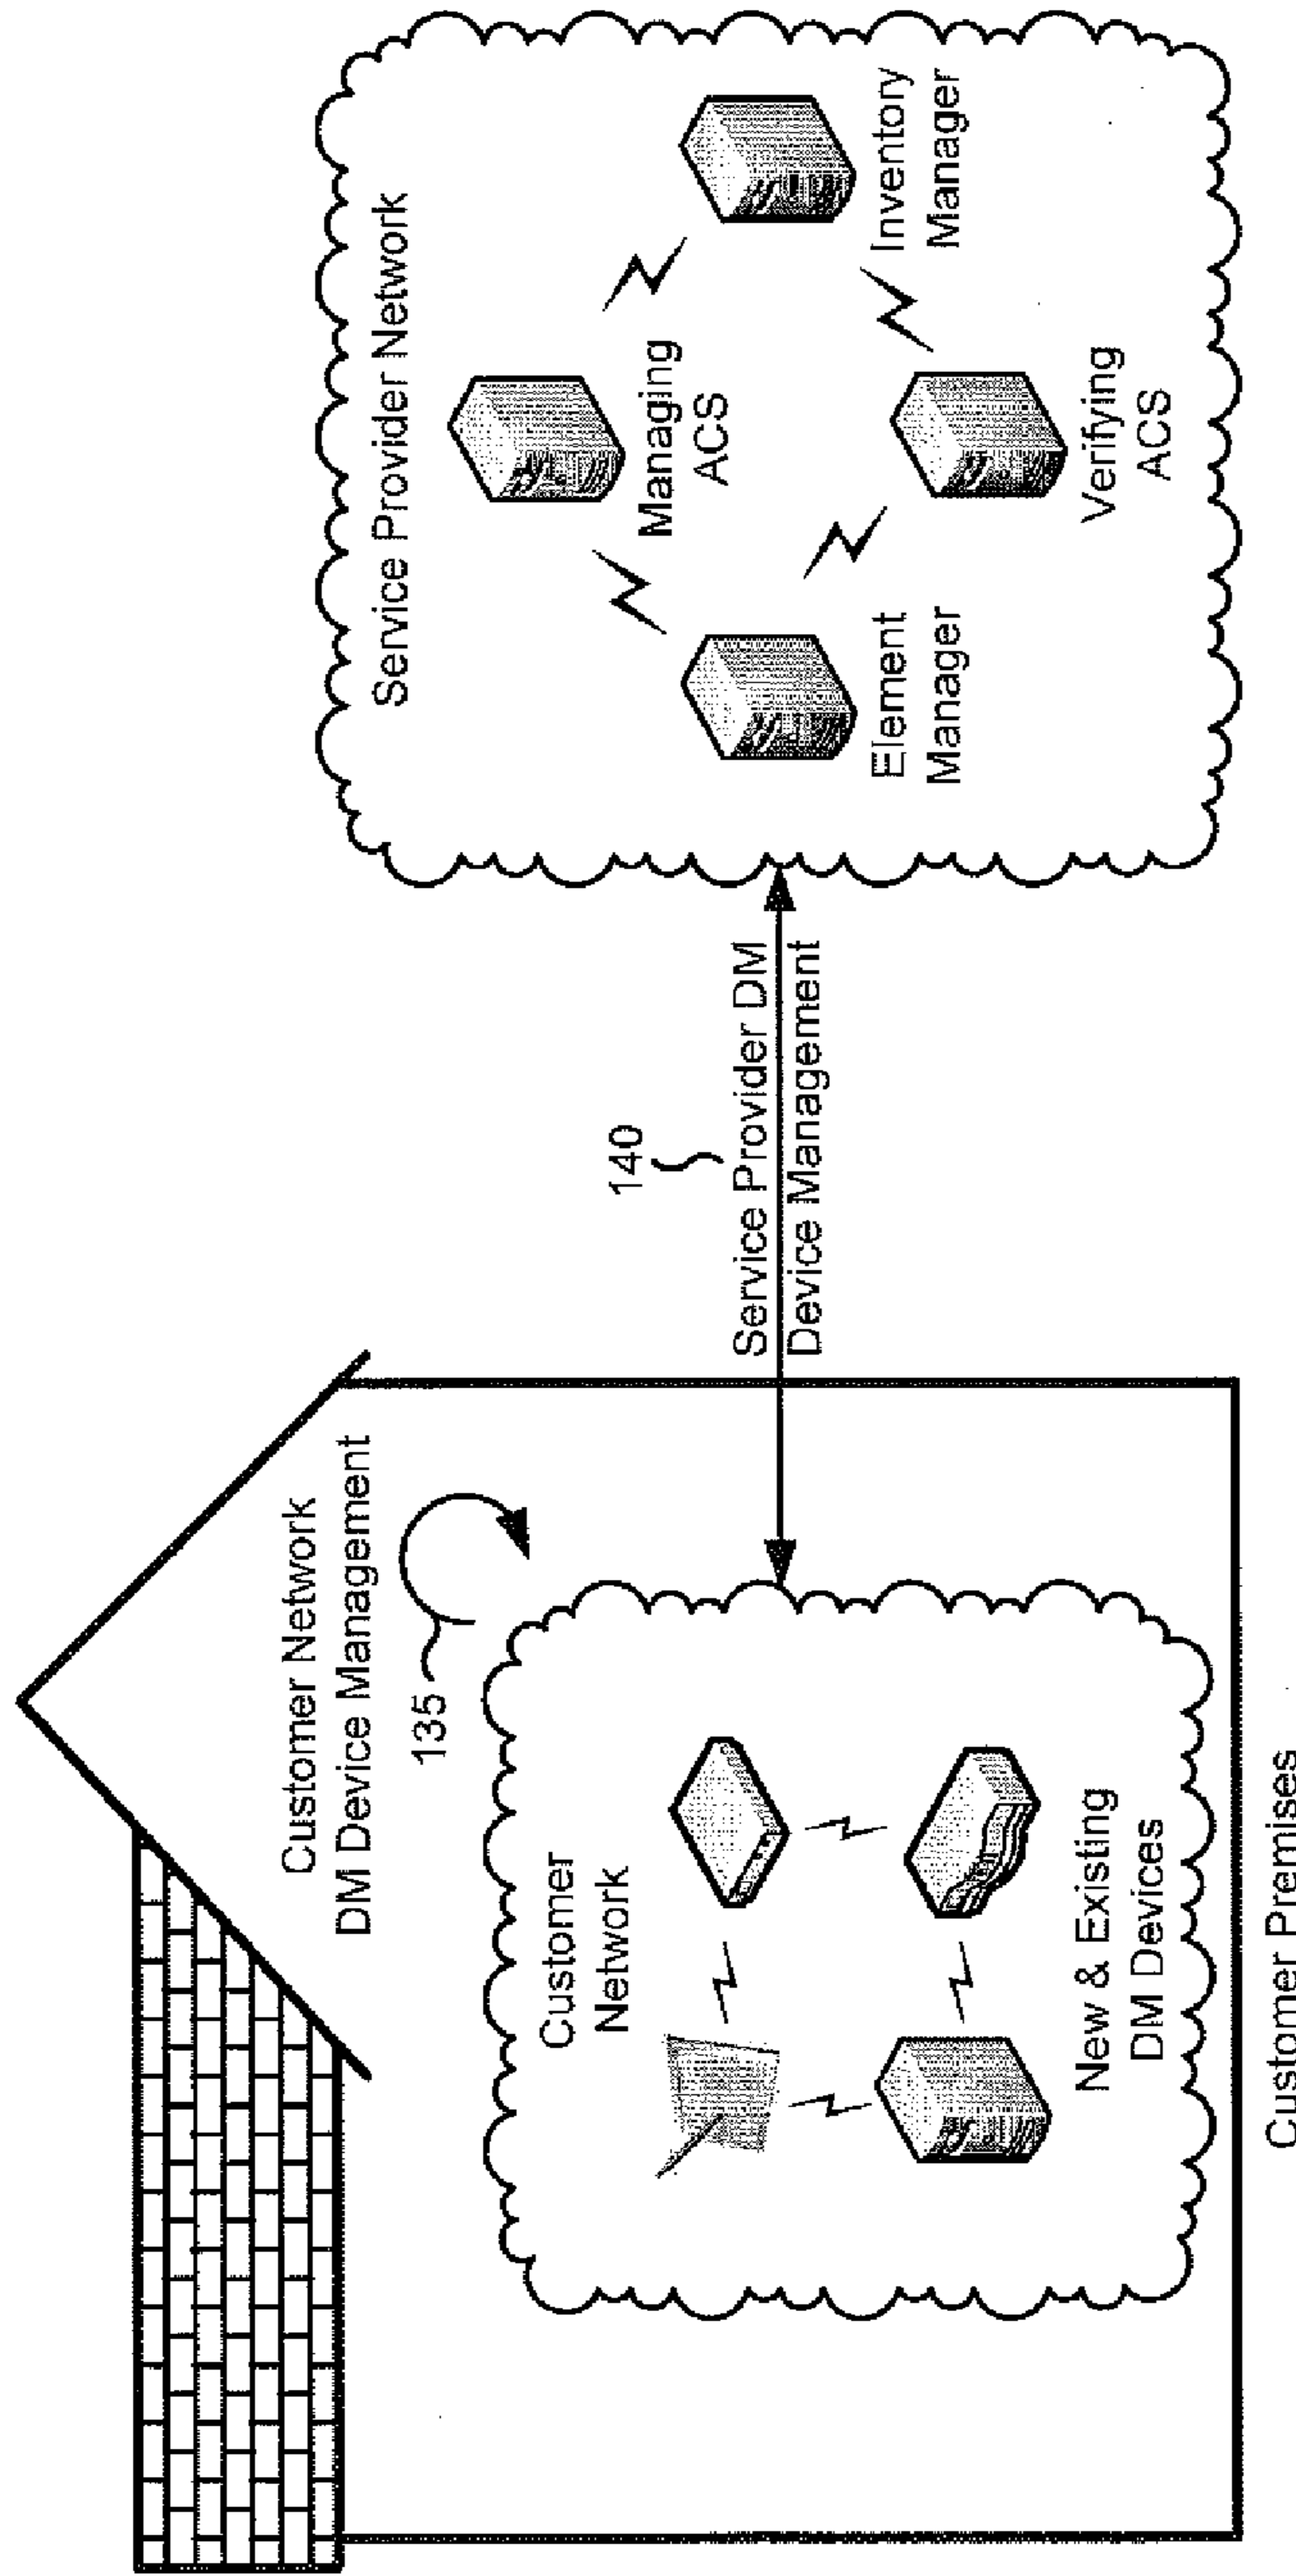 Customer Network
DM Device Management
135
Customer
Network
New & Existing
DM Devices
Customer Premises
140
Service Provider DM
Device Management
Service Provider Network
Managing
ACS
Element
Manager
Inventory
Manager
Verifying
ACS